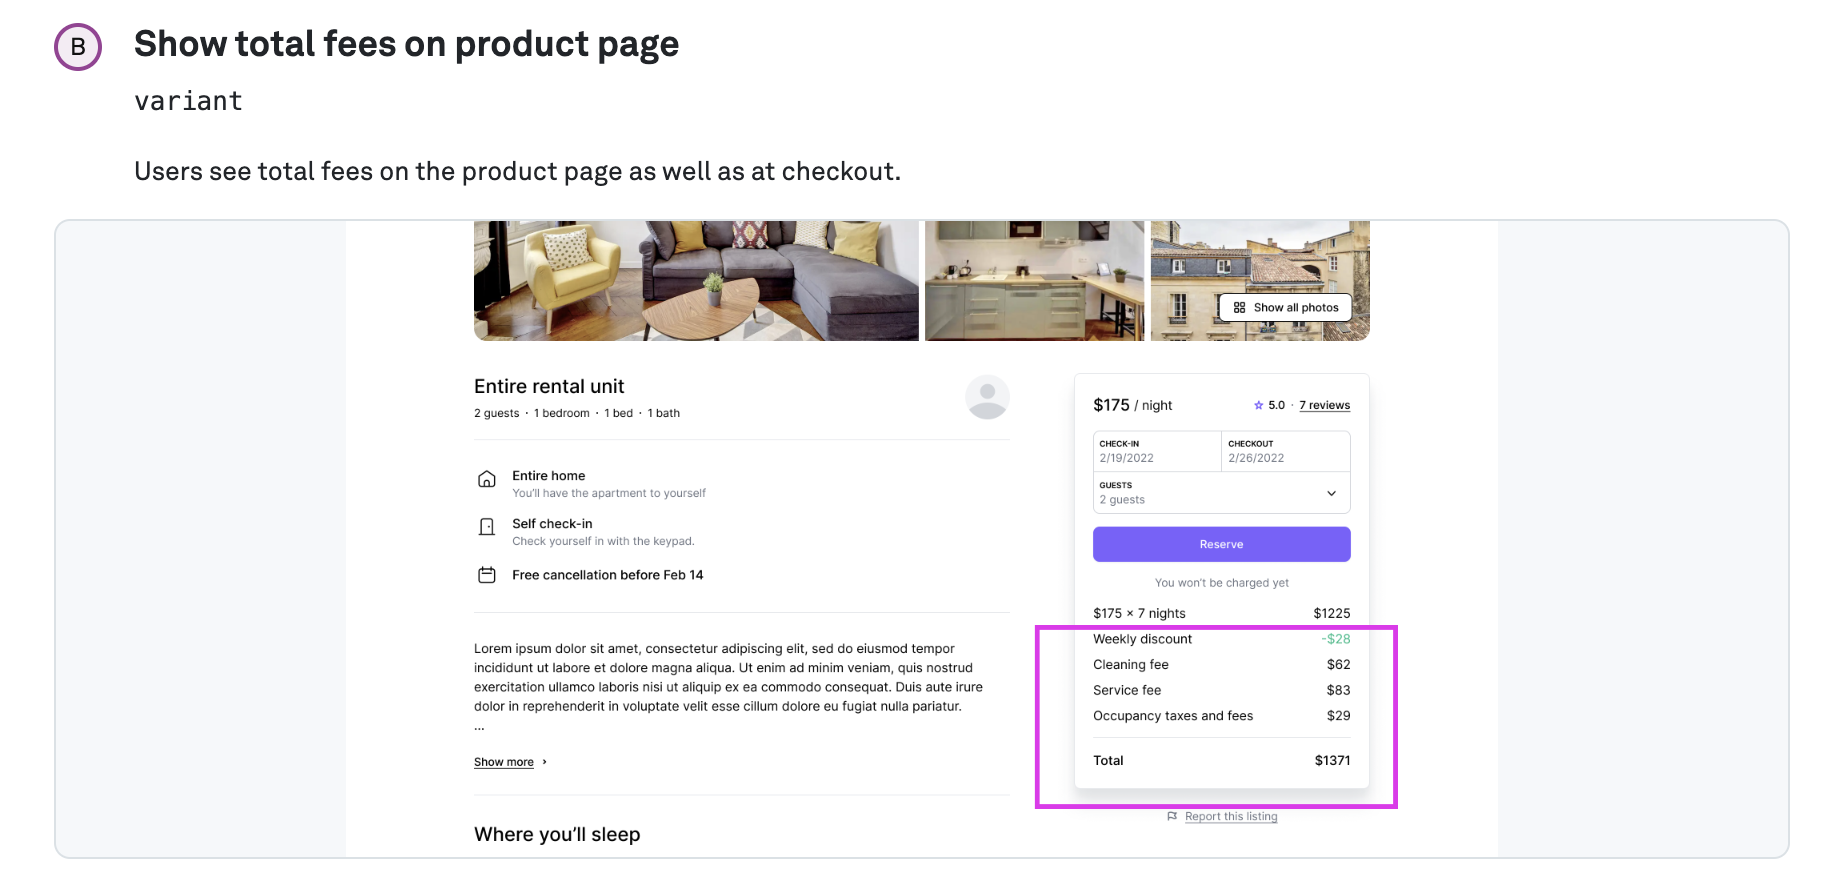 B
Show total fees on product page
variant
Users see total fees on the product page as well as at checkout.
Show all photos
Entire rental unit
2 guests · 1 bedroom · 1 bed · 1 bath
Entire home
You'll have the apartment to yourself
Self check-in
Check yourself in with the keypad.
Free cancellation before Feb 14
Lorem ipsum dolor sit amet, consectetur adipiscing elit, sed do eiusmod tempor
incididunt ut labore et dolore magna aliqua. Ut enim ad minim veniam, quis nostrud
exercitation ullamco laboris nisi ut aliquip ex ea commodo consequat. Duis aute irure
dolor in reprehenderit in voluptate velit esse cillum dolore eu fugiat nulla pariatur.
...
Show more
Where you'll sleep
$175 / night 5.0 · 7 reviews
CHECK-IN CHECKOUT
2/19/2022 2/26/2022
GUESTS
2 guests
Reserve
You won't be charged yet
$175 × 7 nights $1225
Weekly discount -$28
Cleaning fee $62
Service fee $83
Occupancy taxes and fees $29
Total $1371
Report this listing